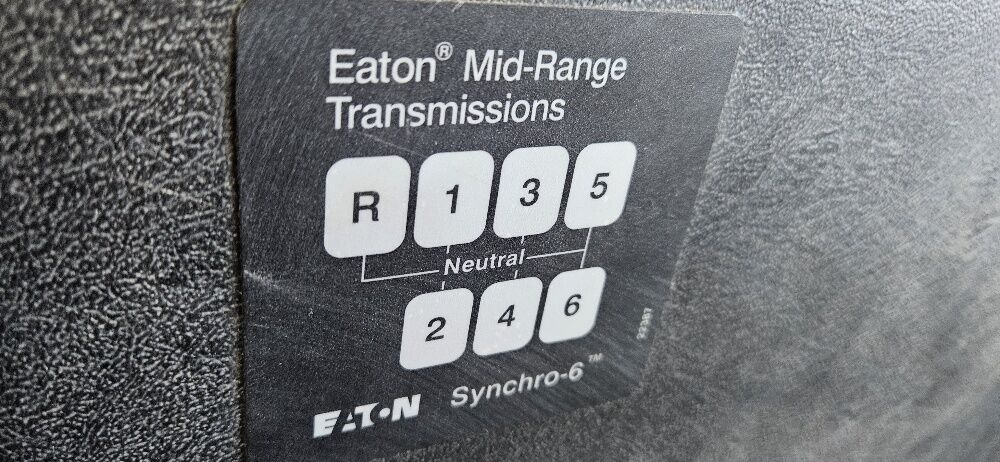 Eaton® Mid-Range
Transmissions
R 1 3 5
Neutral
2 4 6
EATON Synchro-6™